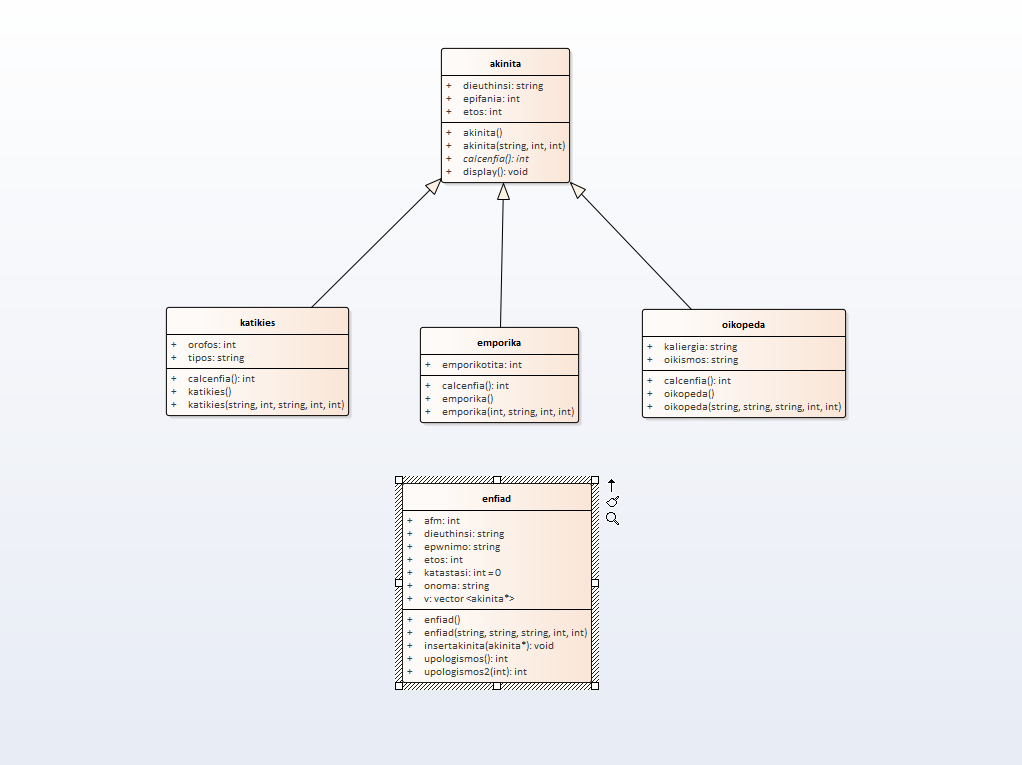 akinita
+ dieuthinsi: string
+ epifania: int
+ etos: int
+ akinita()
+ akinita(string, int, int)
+ calcenfia(): int
+ display(): void
katikies
+ orofos: int
+ tipos: string
+ calcenfia(): int
+ katikies()
+ katikies(string, int, string, int, int)
emporika
+ emporikotita: int
+ calcenfia(): int
+ emporika()
+ emporika(int, string, int, int)
oikopeda
+ kaliergia: string
+ oikismos: string
+ calcenfia(): int
+ oikopeda()
+ oikopeda(string, string, string, int, int)
enfiad
+ afm: int
+ dieuthinsi: string
+ epwnimo: string
+ etos: int
+ katastasi: int = 0
+ onoma: string
+ v: vector <akinita*>
+ enfiad()
+ enfiad(string, string, string, int, int)
+ insertakinita(akinita*): void
+ upologismos(): int
+ upologismos2(int): int